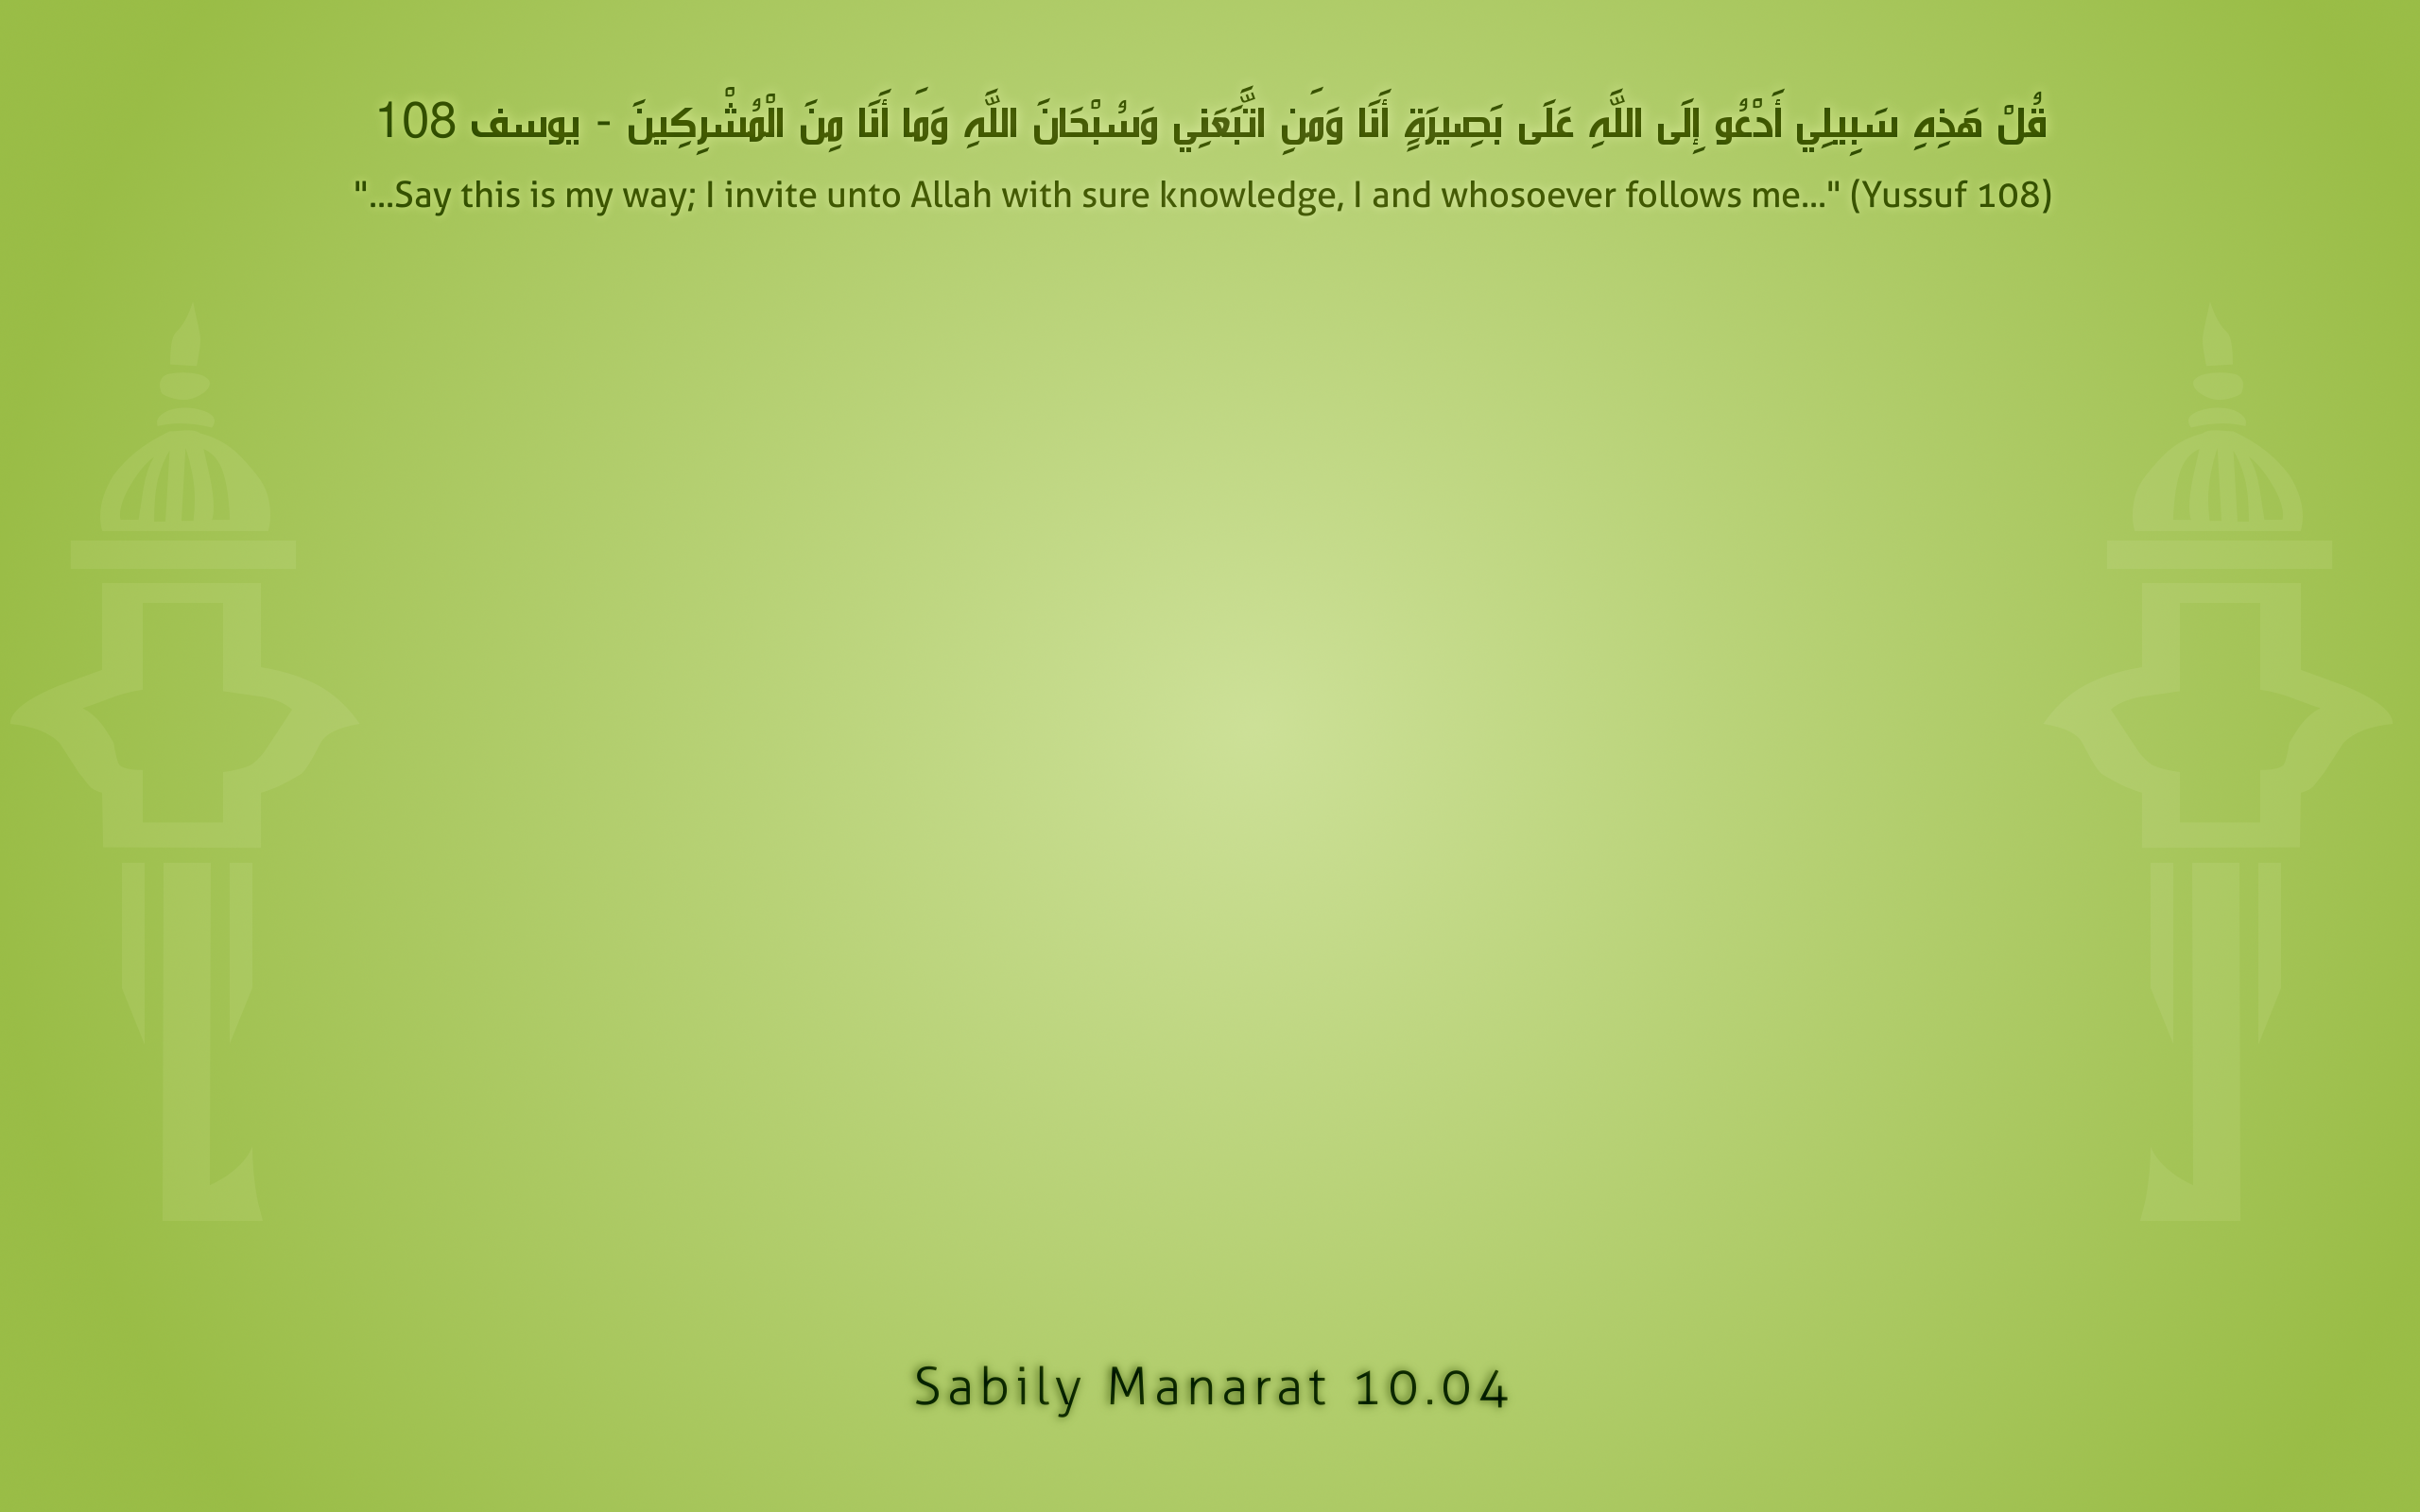 قُلْ هَذِهِ سَبِيلِي أَدْعُو إِلَى اللَّهِ عَلَى بَصِيرَةٍ أَنَا وَمَنِ اتَّبَعَنِي وَسُبْحَانَ اللَّهِ وَمَا أَنَا مِنَ الْمُشْرِكِينَ - يوسف 108
"...Say this is my way; I invite unto Allah with sure knowledge, I and whosoever follows me..." (Yussuf 108)
Sabily Manarat 10.04